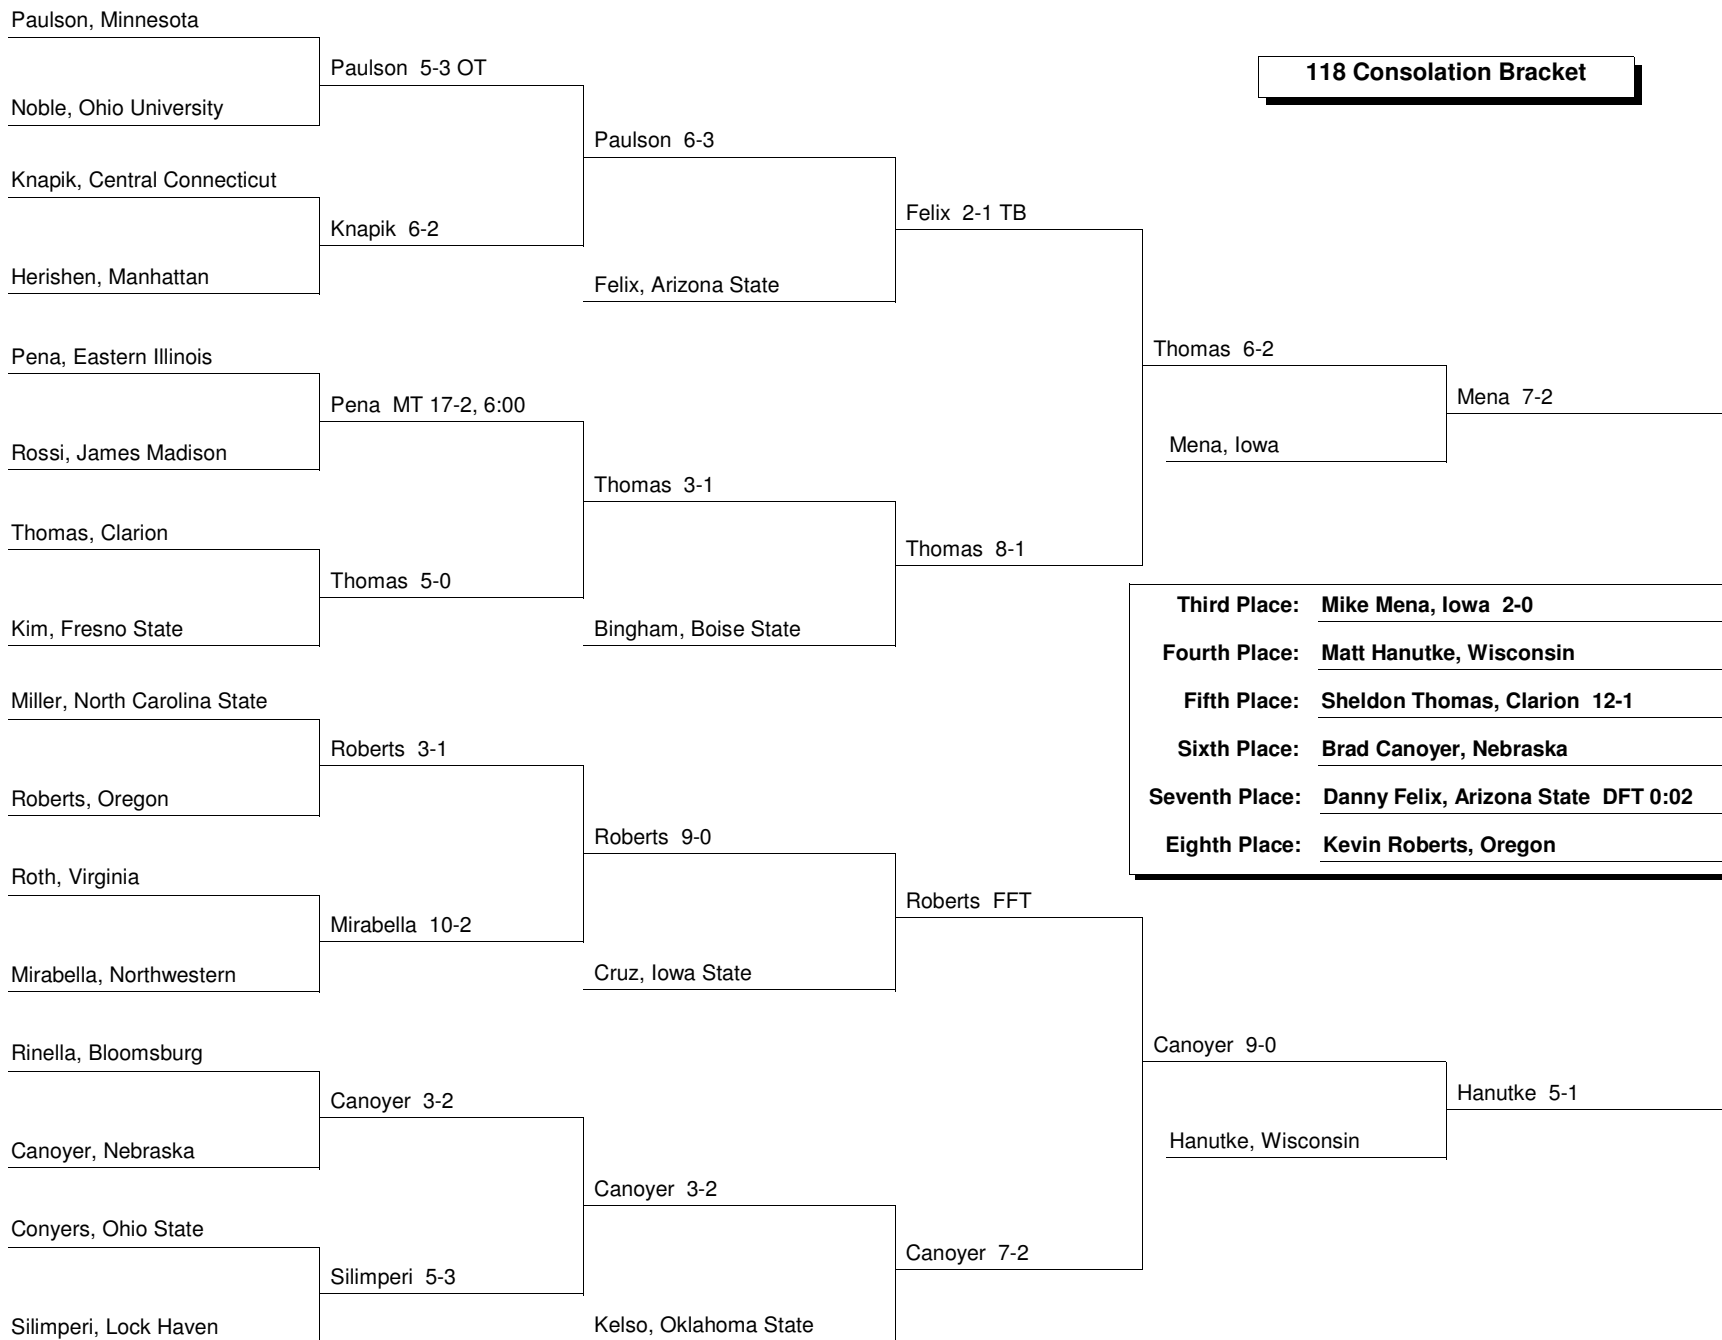 Paulson, Minnesota
118 Consolation Bracket
Paulson 5-3 OT
Noble, Ohio University
Paulson 6-3
Knapik, Central Connecticut
Felix 2-1 TB
Knapik 6-2
Herishen, Manhattan
Felix, Arizona State
Pena, Eastern Illinois
Thomas 6-2
Pena MT 17-2, 6:00
Mena 7-2
Rossi, James Madison
Mena, Iowa
Thomas 3-1
Thomas, Clarion
Thomas 8-1
Thomas 5-0
Kim, Fresno State
Bingham, Boise State
Third Place: Mike Mena, Iowa 2-0
Fourth Place: Matt Hanutke, Wisconsin
Fifth Place: Sheldon Thomas, Clarion 12-1
Sixth Place: Brad Canoyer, Nebraska
Seventh Place: Danny Felix, Arizona State DFT 0:02
Eighth Place: Kevin Roberts, Oregon
Miller, North Carolina State
Roberts 3-1
Roberts, Oregon
Roberts 9-0
Roth, Virginia
Roberts FFT
Mirabella 10-2
Mirabella, Northwestern
Cruz, Iowa State
Rinella, Bloomsburg
Canoyer 9-0
Canoyer 3-2
Hanutke 5-1
Canoyer, Nebraska
Hanutke, Wisconsin
Canoyer 3-2
Conyers, Ohio State
Canoyer 7-2
Silimperi 5-3
Silimperi, Lock Haven
Kelso, Oklahoma State